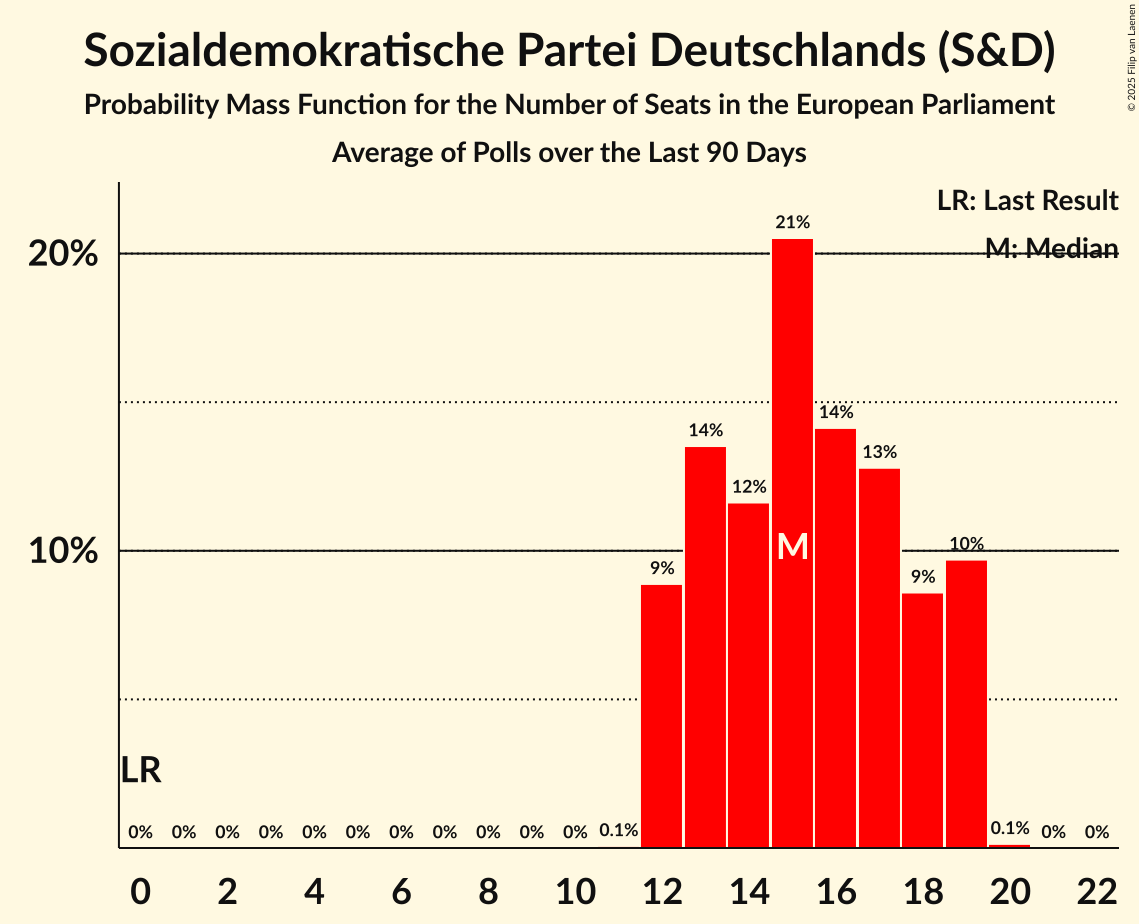 Sozialdemokratische Partei Deutschlands (S&D)
Probability Mass Function for the Number of Seats in the European Parliament
Average of Polls over the Last 90 Days
© 2025 Filip van Laenen
LR: Last Result
M: Median
20%
10%
21%
14%
14%
13%
12%
M
10%
9%
9%
LR
0% 0% 0% 0% 0% 0% 0% 0% 0% 0% 0% 0.1% 0.1% 0% 0%
0 2 4 6 8 10 12 14 16 18 20 22